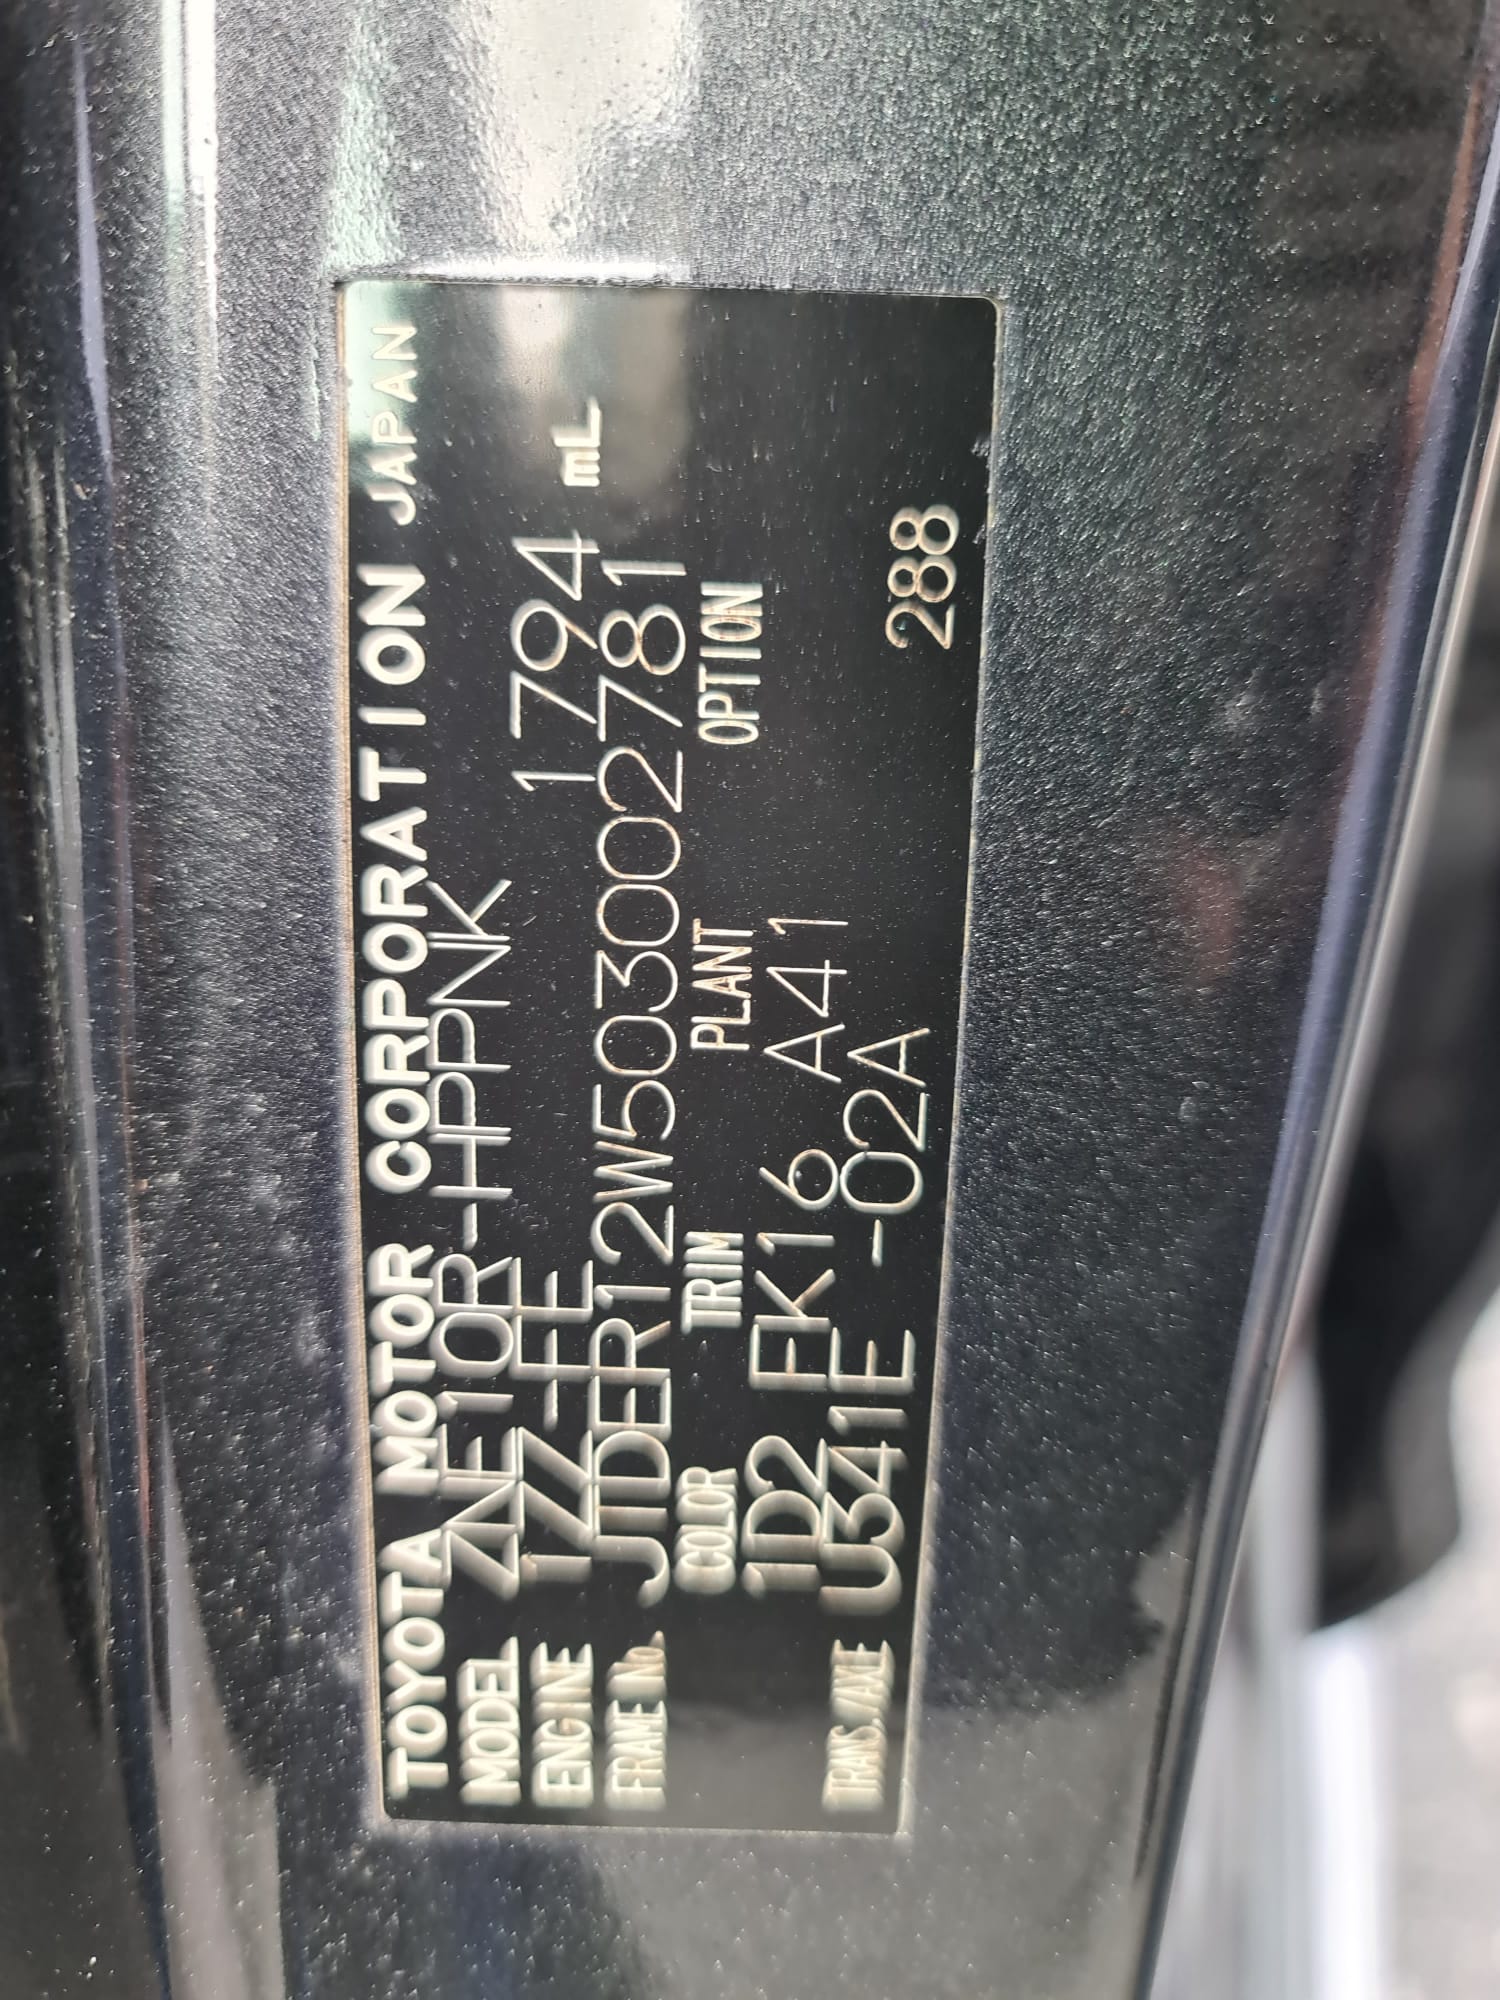 TOYOTA MOTOR CORPORATION JAPAN
MODEL ZNE10R-HPPNK
ENGINE 1ZZ-FE 1794 mL
FRAME No. JTDER12W503002781
COLOR TRIM PLANT OPTION
1D2 EK16 A41
TRANS./AXLE U341E -02A 288